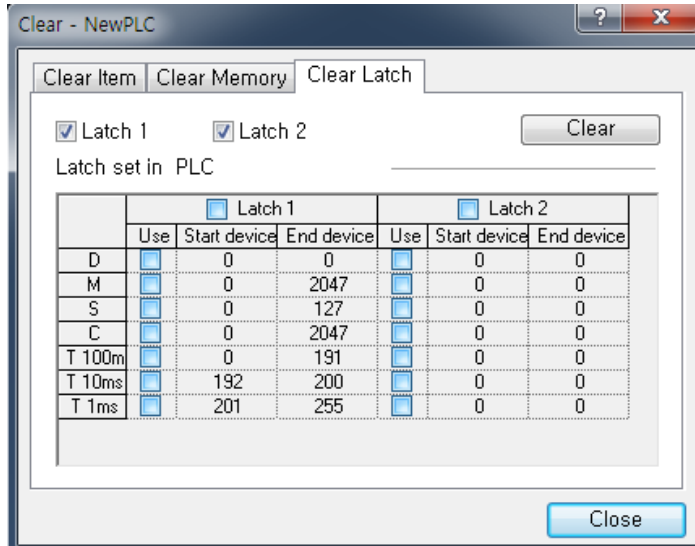 Clear - NewPLC
Clear Item Clear Memory Clear Latch
Latch 1 Latch 2 Clear
Latch set in PLC
Latch 1 Latch 2
Use Start device End device Use Start device End device
D 0 0 0 0
M 0 2047 0 0
S 0 127 0 0
C 0 2047 0 0
T 100m 0 191 0 0
T 10ms 192 200 0 0
T 1ms 201 255 0 0
Close